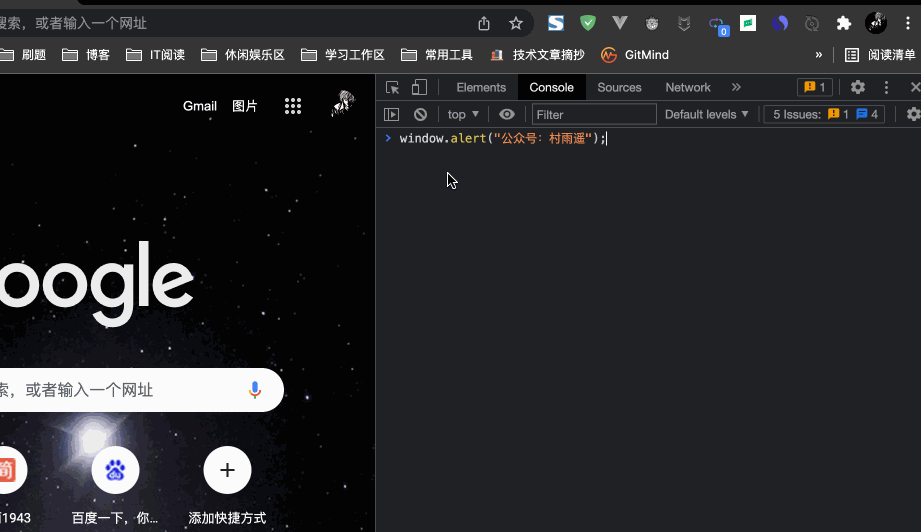 搜索，或者输入一个网址
0
刷题 博客 IT阅读 休闲娱乐区 学习工作区 常用工具 技术文章摘抄 GitMind » 阅读清单
Gmail 图片
oogle
索，或者输入一个网址
简
1943 百度一下，你... 添加快捷方式
Elements Console Sources Network » 1
top Filter Default levels 5 Issues: 1 4
> window.alert("公众号：村雨遥");